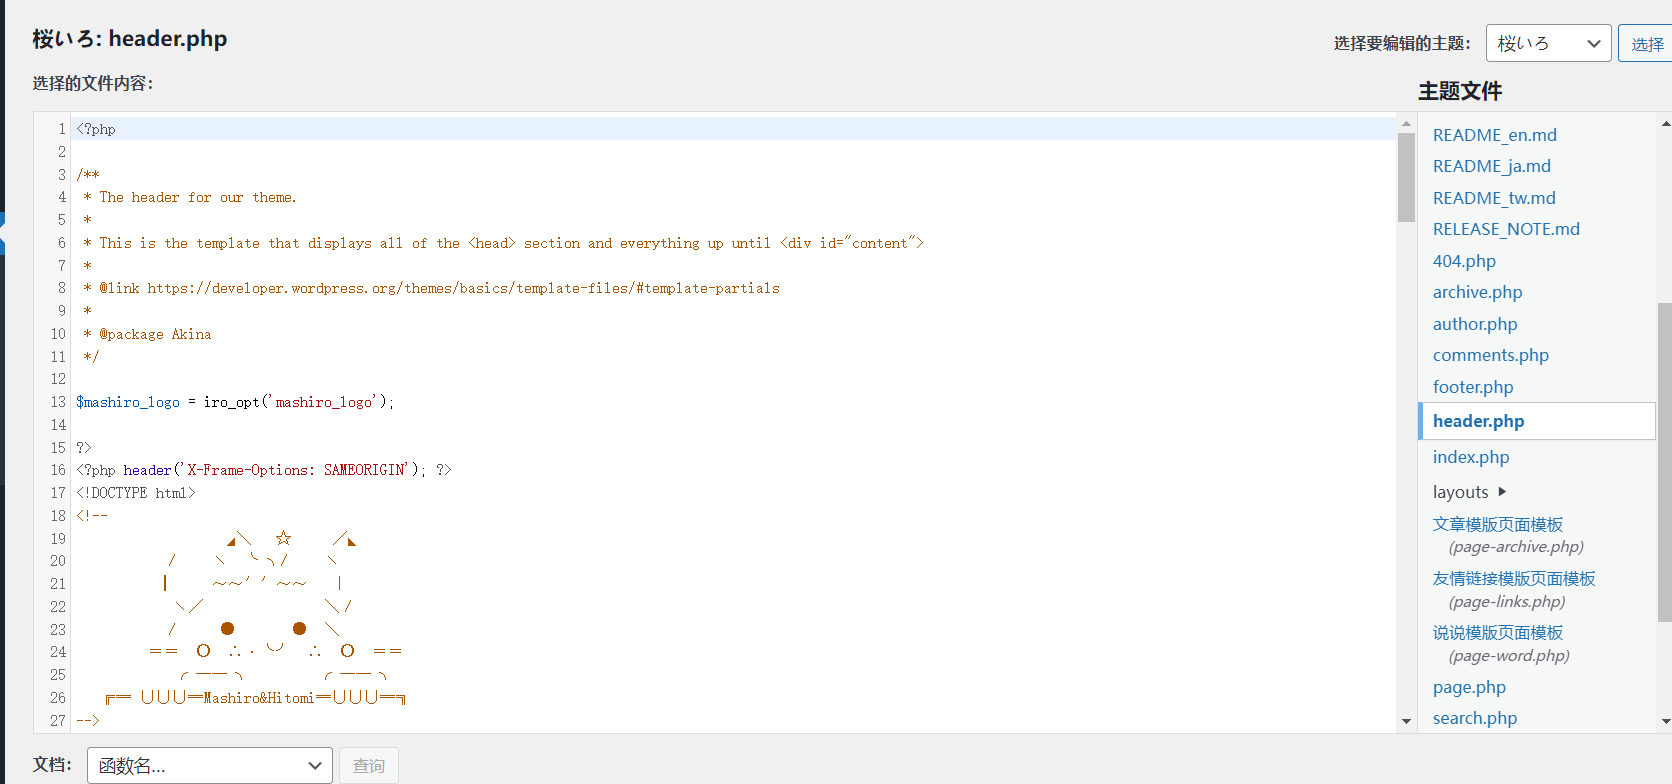 桜いろ: header.php
选择要编辑的主题：
桜いろ
选择
选择的文件内容：
主题文件
1 <?php
2
3 /**
4  * The header for our theme.
5  *
6  * This is the template that displays all of the <head> section and everything up until <div id="content">
7  *
8  * @link https://developer.wordpress.org/themes/basics/template-files/#template-partials
9  *
10  * @package Akina
11  */
12
13 $mashiro_logo = iro_opt('mashiro_logo');
14
15 ?>
16 <?php header('X-Frame-Options: SAMEORIGIN'); ?>
17 <!DOCTYPE html>
18 <!--
19 ◢＼　☆　　／◣
20 /　　＼　╰ ╮/　　＼
21 |　　～～′′～～　|
22 ＼／　　　　　　＼/
23 /　　●　　　●　＼
24 ＝＝　○　∴·╰╯　∴　○　＝＝
25 ╭──╮　　　　　╭──╮
26 ╔═ ∪∪∪═Mashiro&Hitomi═∪∪∪═╗
27 -->
README_en.md
README_ja.md
README_tw.md
RELEASE_NOTE.md
404.php
archive.php
author.php
comments.php
footer.php
header.php
index.php
layouts ▸
文章模版页面模板
(page-archive.php)
友情链接模版页面模板
(page-links.php)
说说模版页面模板
(page-word.php)
page.php
search.php
文档：
函数名...
查询